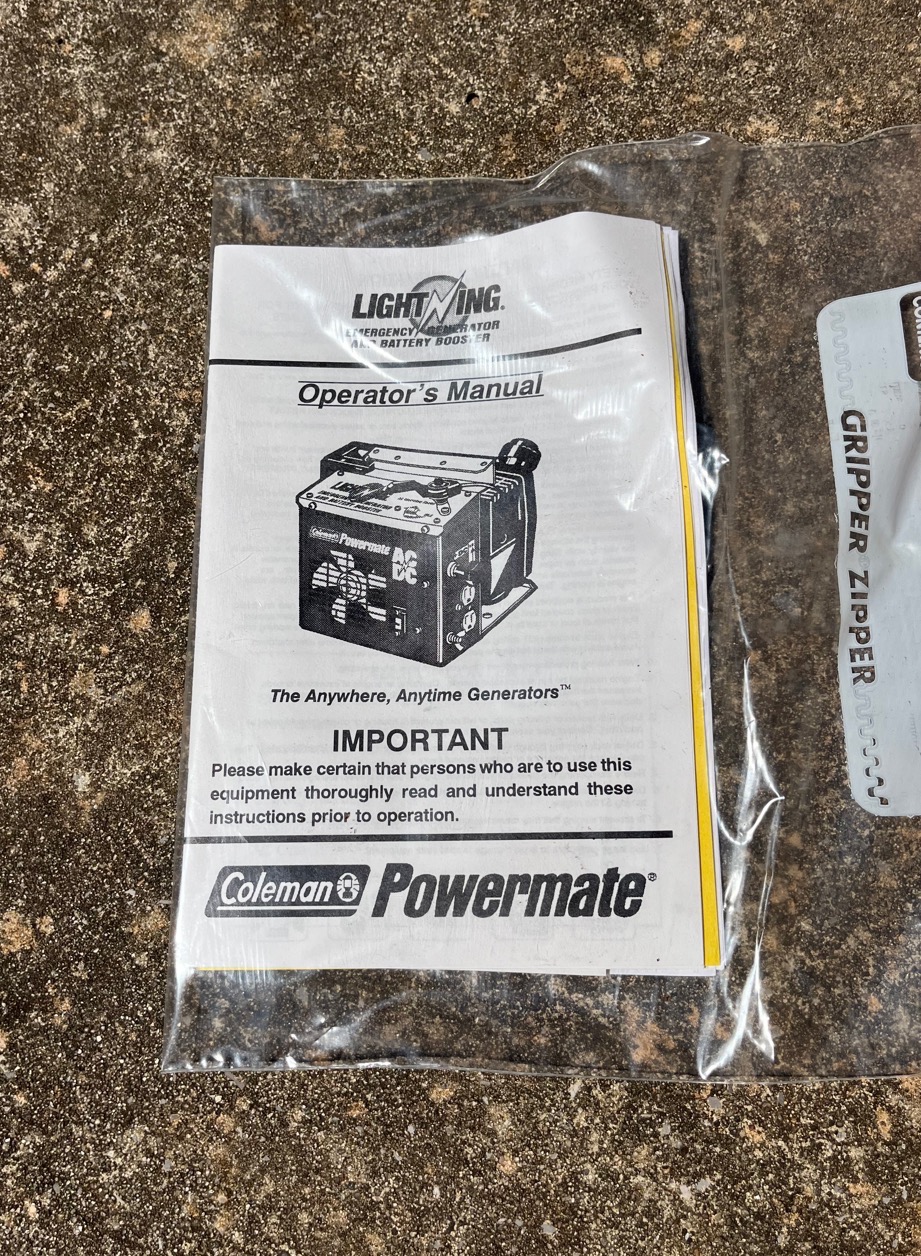 LIGHTNING®
EMERGENCY GENERATOR
AND BATTERY BOOSTER
Operator's Manual
LIGHTNING
Coleman Powermate AC
DC
The Anywhere, Anytime Generators™
IMPORTANT
Please make certain that persons who are to use this
equipment thoroughly read and understand these
instructions prior to operation.
Coleman Powermate®
GRIPPER ZIPPER